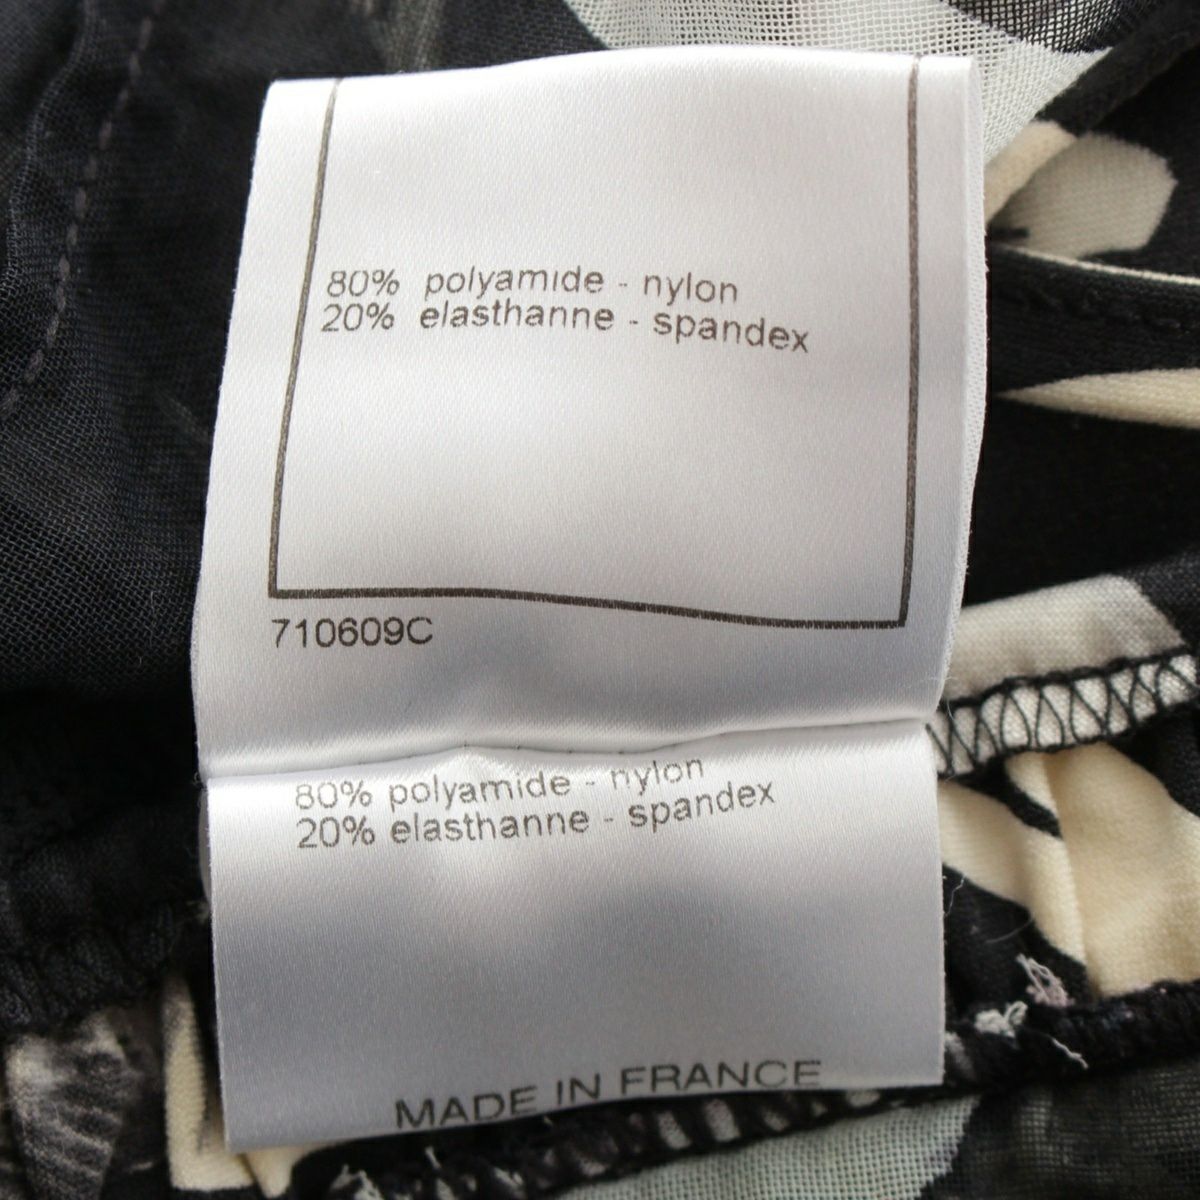 80% polyamide - nylon
20% elasthanne - spandex
710609C
80% polyamide - nylon
20% elasthanne - spandex
MADE IN FRANCE